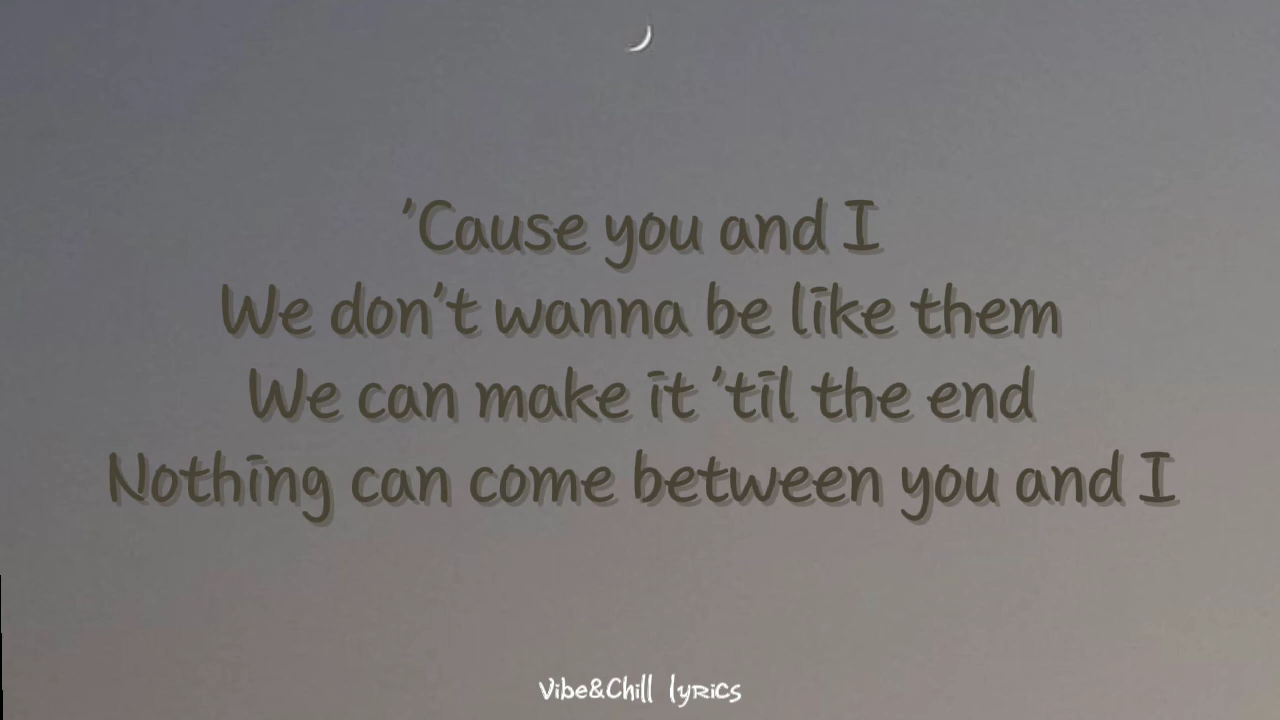 'Cause you and I
We don't wanna be like them
We can make it 'til the end
Nothing can come between you and I
Vibe&Chill lyrics